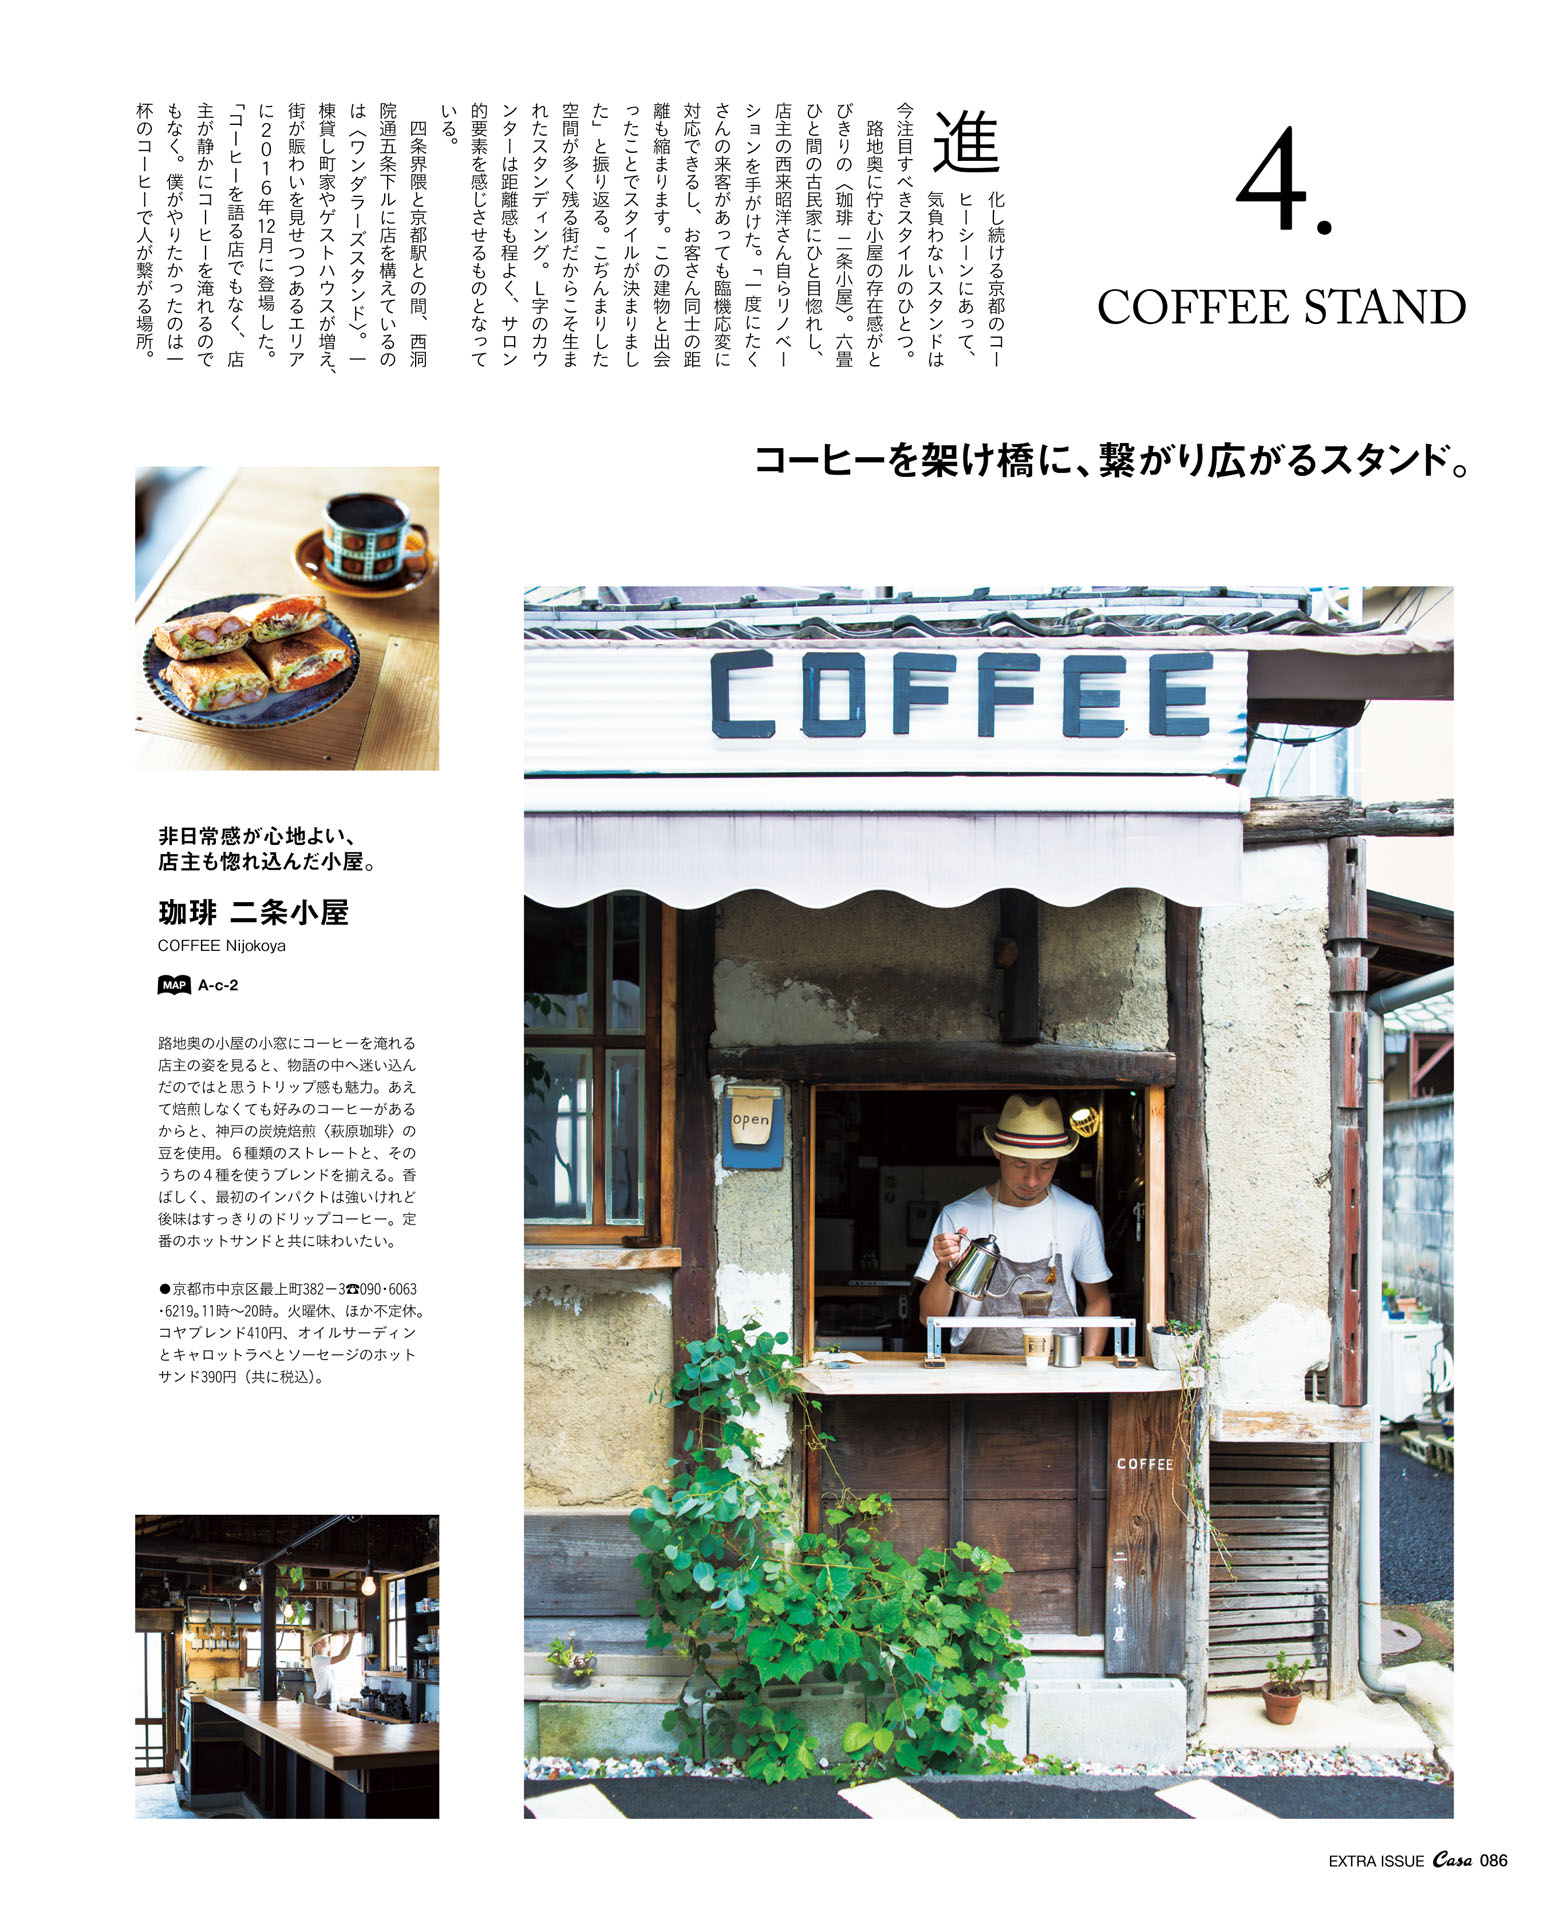 4.
COFFEE STAND
コーヒーを架け橋に、繋がり広がるスタンド。
進化し続ける京都のコー
ヒーシーンにあって、
気負わないスタンドは
今注目すべきスタイルのひとつ。
路地奥に佇む小屋の存在感がと
びきりの〈珈琲 二条小屋〉。六畳
ひと間の古民家にひと目惚れし、
店主の西来昭洋さん自らリノベー
ションを手がけた。「一度にたく
さんの来客があっても臨機応変に
対応できるし、お客さん同士の距
離も縮まります。この建物と出会
ったことでスタイルが決まりまし
た」と振り返る。こぢんまりした
空間が多く残る街だからこそ生ま
れたスタンディング。L字のカウ
ンターは距離感も程よく、サロン
的要素を感じさせるものとなって
いる。
四条界隈と京都駅との間、西洞
院通五条下ルに店を構えているの
は〈ワンダラーズスタンド〉。一
棟貸し町家やゲストハウスが増え、
街が賑わいを見せつつあるエリア
に2016年12月に登場した。
「コーヒーを語る店でもなく、店
主が静かにコーヒーを淹れるので
もなく。僕がやりたかったのは一
杯のコーヒーで人が繋がる場所。
非日常感が心地よい、
店主も惚れ込んだ小屋。
珈琲 二条小屋
COFFEE Nijokoya
MAP A-c-2
路地奥の小屋の小窓にコーヒーを淹れる
店主の姿を見ると、物語の中へ迷い込ん
だのではと思うトリップ感も魅力。あえ
て焙煎しなくても好みのコーヒーがある
からと、神戸の炭焼焙煎〈萩原珈琲〉の
豆を使用。6種類のストレートと、その
うちの4種を使うブレンドを揃える。香
ばしく、最初のインパクトは強いけれど
後味はすっきりのドリップコーヒー。定
番のホットサンドと共に味わいたい。
●京都市中京区最上町382−3☎090・6063
・6219。11時〜20時。火曜休、ほか不定休。
コヤブレンド410円、オイルサーディン
とキャロットラペとソーセージのホット
サンド390円（共に税込）。
COFFEE
open
COFFEE
二条小屋
EXTRA ISSUE Casa 086